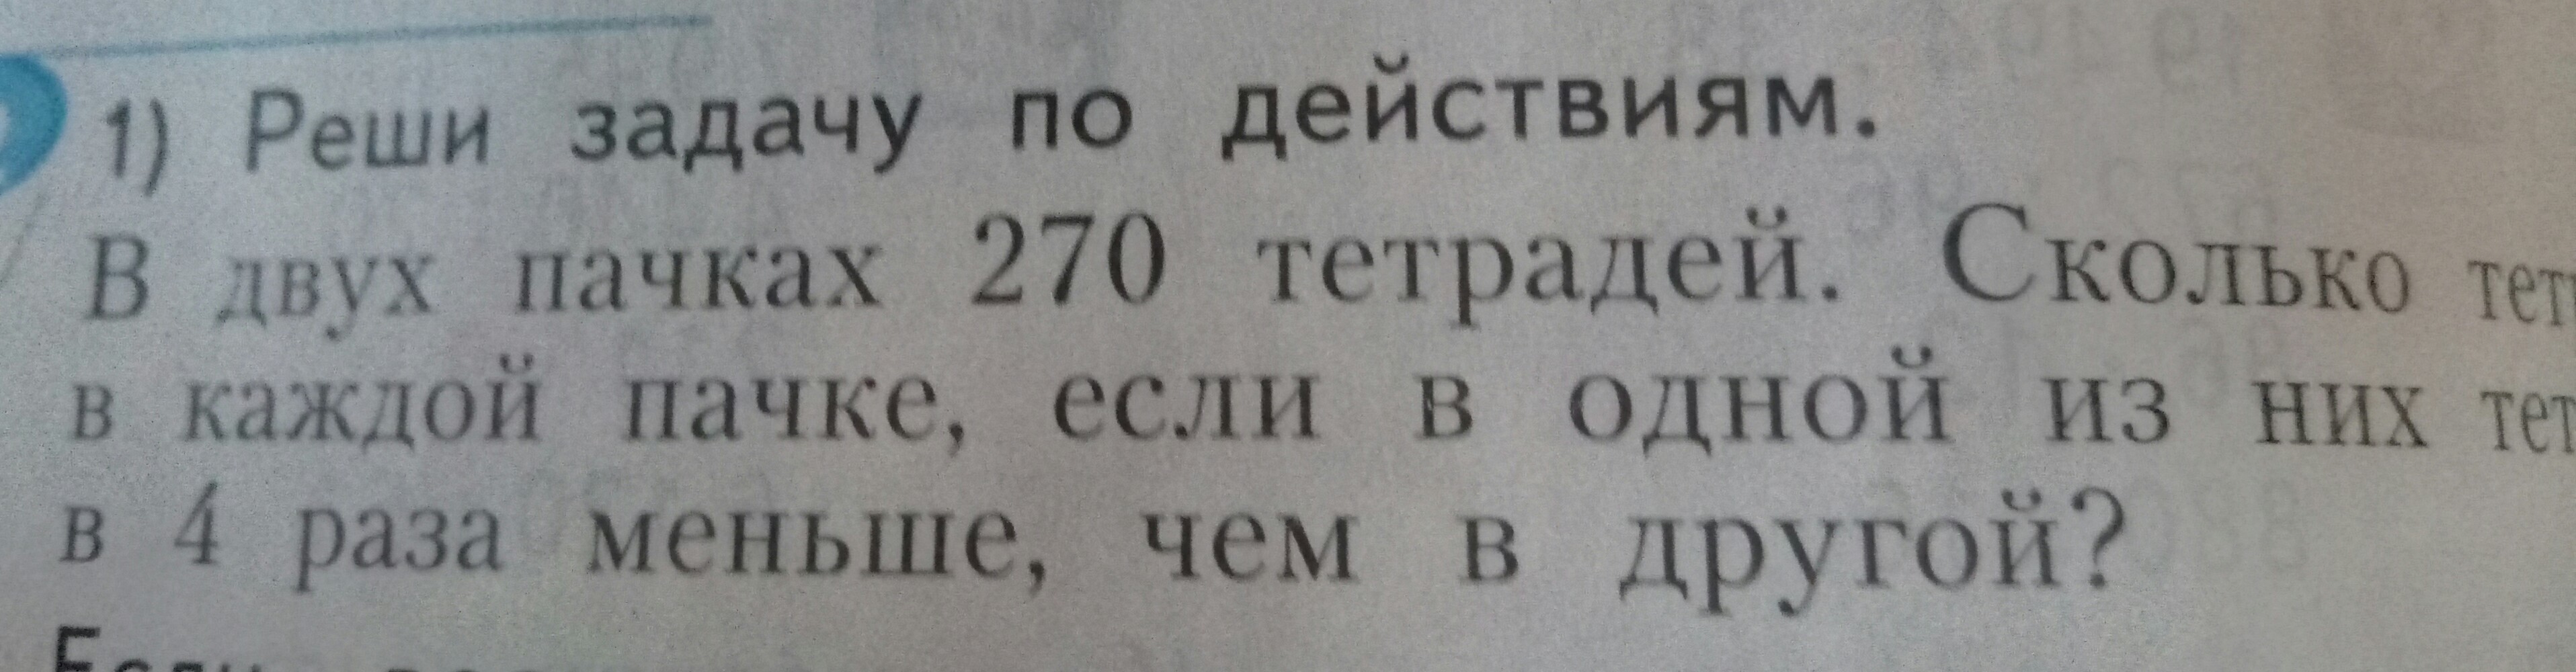 1) Реши задачу по действиям.
В двух пачках 270 тетрадей. Сколько
в каждой пачке, если в одной из них
в 4 раза меньше, чем в другой?